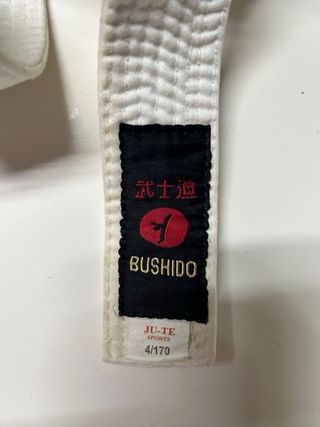 武士道
BUSHIDO
JU-TE
SPORTS
4/170